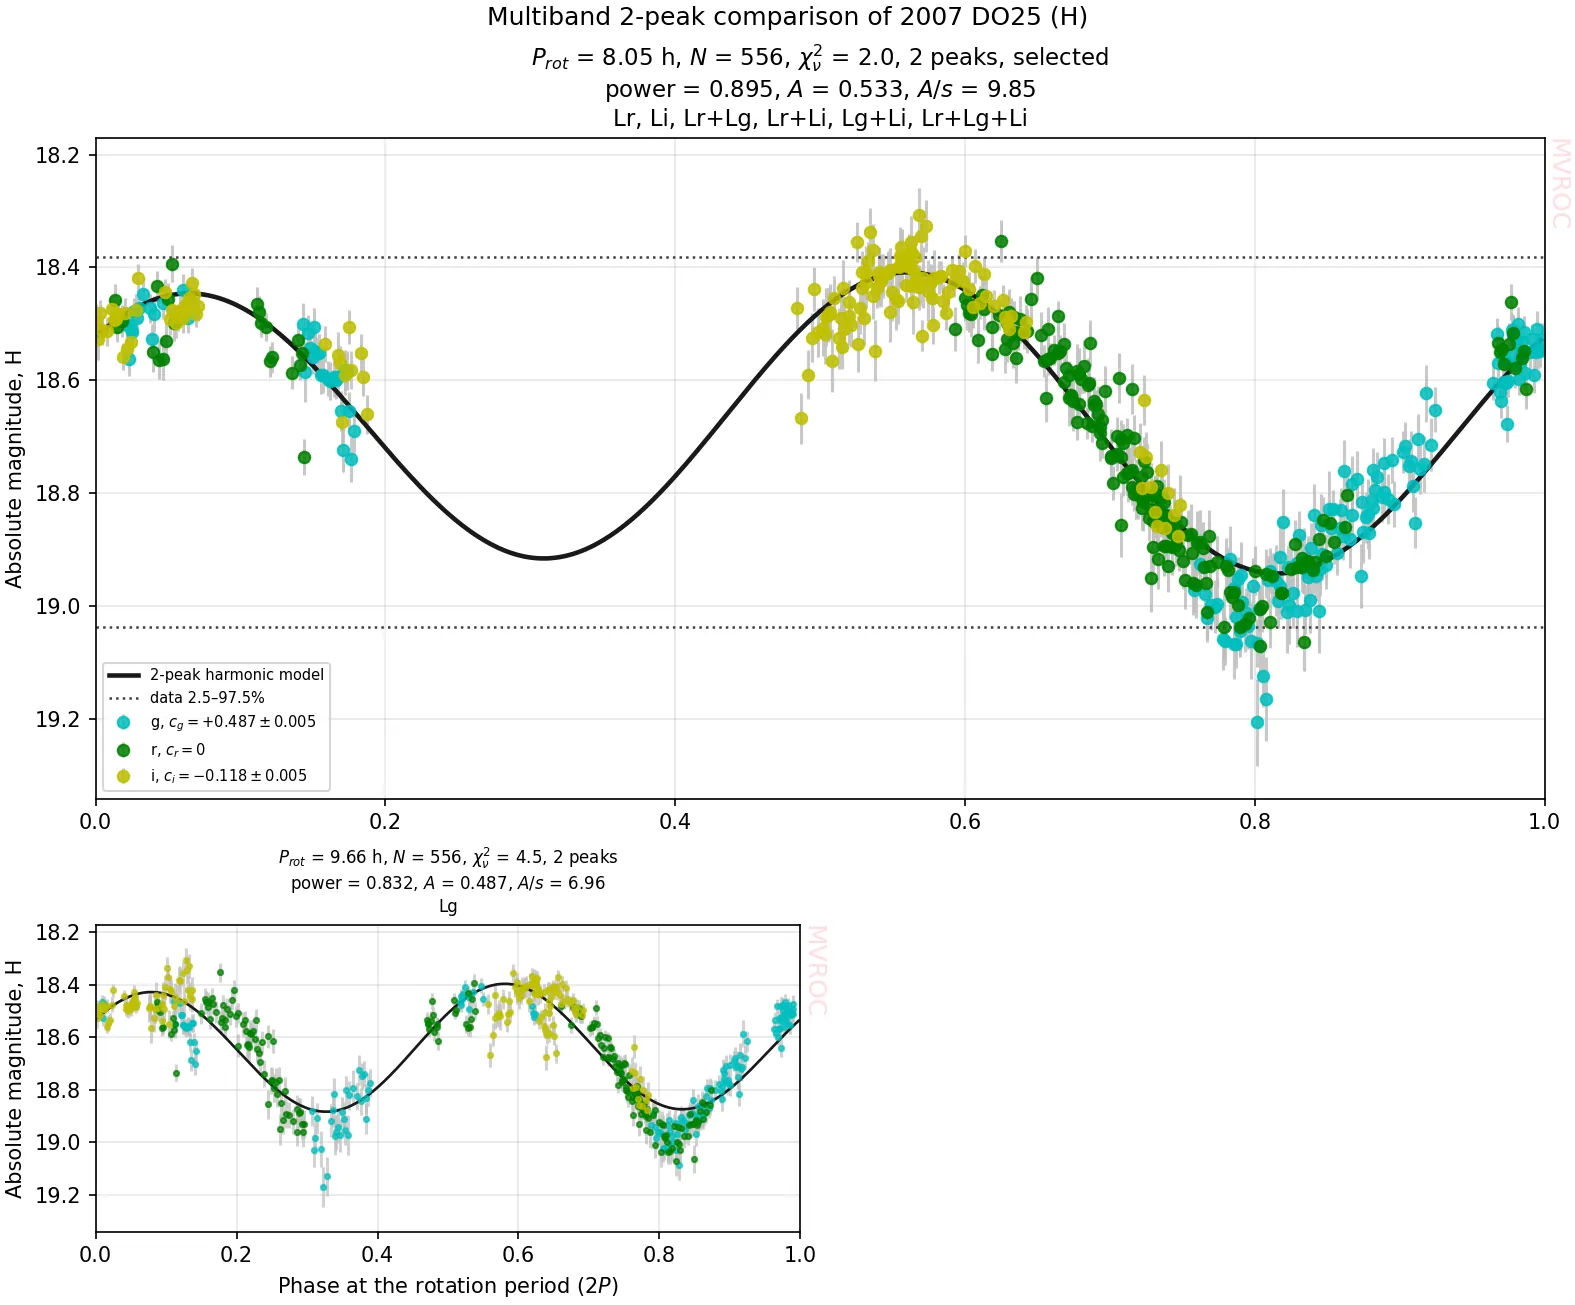 Multiband 2-peak comparison of 2007 DO25 (H)
P_rot = 8.05 h, N = 556, χ²_ν = 2.0, 2 peaks, selected
power = 0.895, A = 0.533, A/s = 9.85
Lr, Li, Lr+Lg, Lr+Li, Lg+Li, Lr+Lg+Li
MVROC
Absolute magnitude, H
18.2
18.4
18.6
18.8
19.0
19.2
2-peak harmonic model
data 2.5–97.5%
g, c_g = +0.487 ± 0.005
r, c_r = 0
i, c_i = −0.118 ± 0.005
0.0 0.2 0.4 0.6 0.8 1.0
P_rot = 9.66 h, N = 556, χ²_ν = 4.5, 2 peaks
power = 0.832, A = 0.487, A/s = 6.96
Lg
MVROC
Absolute magnitude, H
18.2
18.4
18.6
18.8
19.0
19.2
0.0 0.2 0.4 0.6 0.8 1.0
Phase at the rotation period (2P)